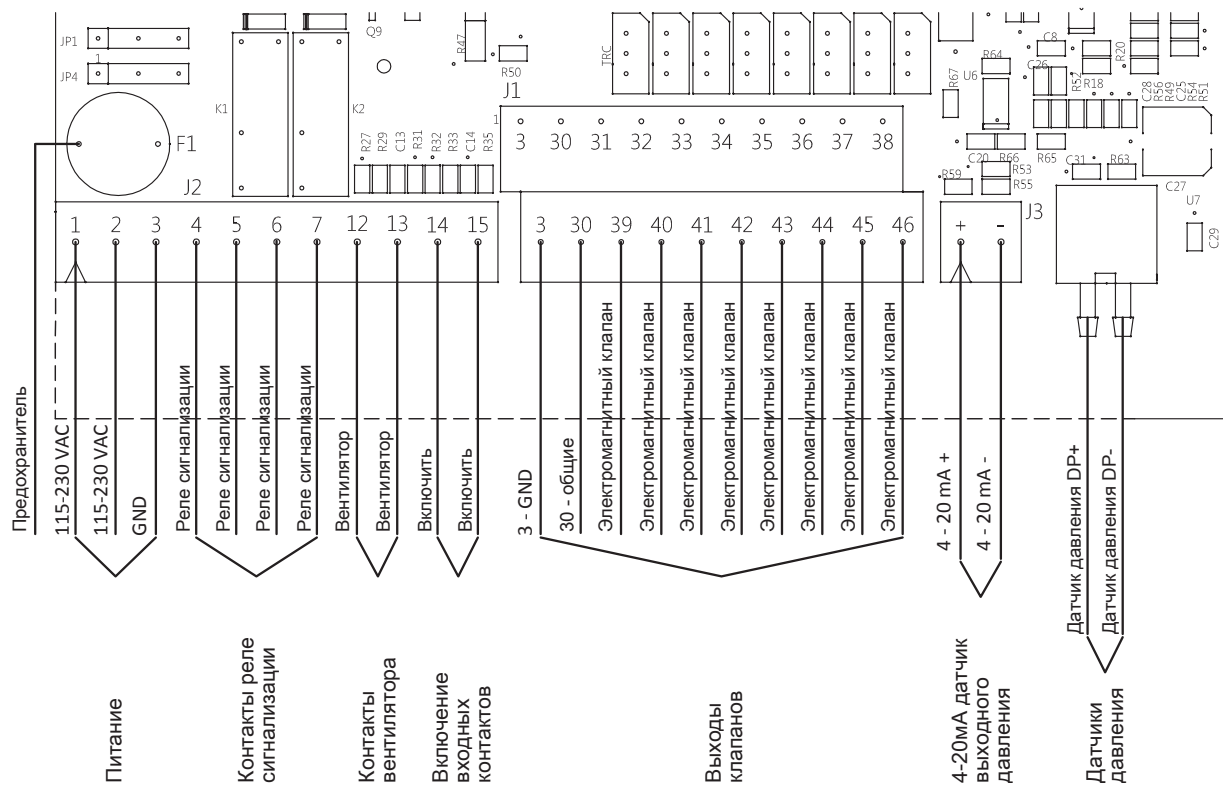 JP1
1
JP4
F1
J2
K1
K2
Q9
R47
R50
R27
R29
C13
R31
R32
R33
C14
R35
J1
TRC
1
3 30 31 32 33 34 35 36 37 38
R67
U6
R64
C8
C26
R52
R18
R20
C28
R56
R49
C25
R54
R51
C20
R66
R65
R59
R53
R55
C31
R63
C27
U7
C29
J3
1 2 3 4 5 6 7 12 13 14 15
3 30 39 40 41 42 43 44 45 46
+ -
Предохранитель
115-230 VAC
115-230 VAC
GND
Реле сигнализации
Реле сигнализации
Реле сигнализации
Реле сигнализации
Вентилятор
Вентилятор
Включить
Включить
3 - GND
30 - общие
Электромагнитный клапан
Электромагнитный клапан
Электромагнитный клапан
Электромагнитный клапан
Электромагнитный клапан
Электромагнитный клапан
Электромагнитный клапан
Электромагнитный клапан
4 - 20 mA +
4 - 20 mA -
Датчик давления DP+
Датчик давления DP-
Питание
Контакты реле
сигнализации
Контакты
вентилятора
Включение
входных
контактов
Выходы
клапанов
4-20мА датчик
выходного
давления
Датчики
давления